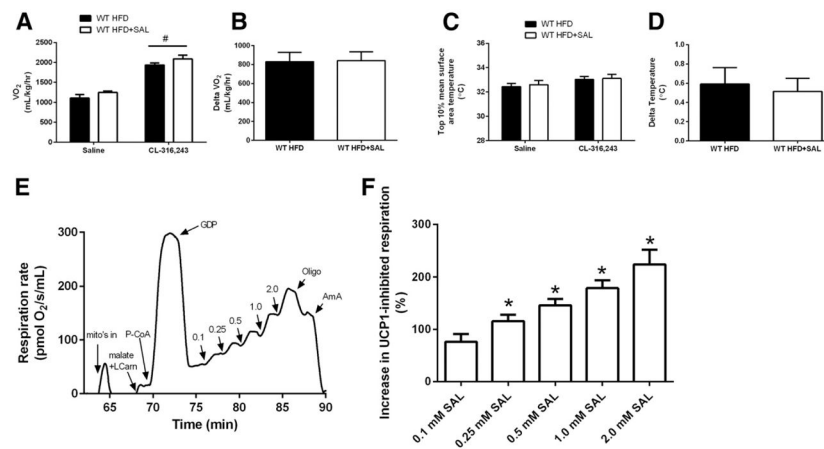 A
WT HFD
WT HFD+SAL
#
VO2
(mL/kg/hr)
2500
2000
1500
1000
500
0
Saline
CL-316,243
B
Delta VO2
(mL/kg/hr)
1000
800
600
400
200
0
WT HFD
WT HFD+SAL
C
WT HFD
WT HFD+SAL
Top 10% mean surface
area temperature
(°C)
36
34
32
30
28
Saline
CL-316,243
D
Delta Temperature
(°C)
1.0
0.8
0.6
0.4
0.2
0.0
WT HFD
WT HFD+SAL
E
Respiration rate
(pmol O2/s/mL)
300
200
100
0
mito's in
malate
+LCarn
P-CoA
GDP
0.1
0.25
0.5
1.0
2.0
Oligo
AmA
65
70
75
80
85
90
Time (min)
F
Increase in UCP1-inhibited respiration
(%)
300
200
100
0
*
*
*
*
0.1 mM SAL
0.25 mM SAL
0.5 mM SAL
1.0 mM SAL
2.0 mM SAL